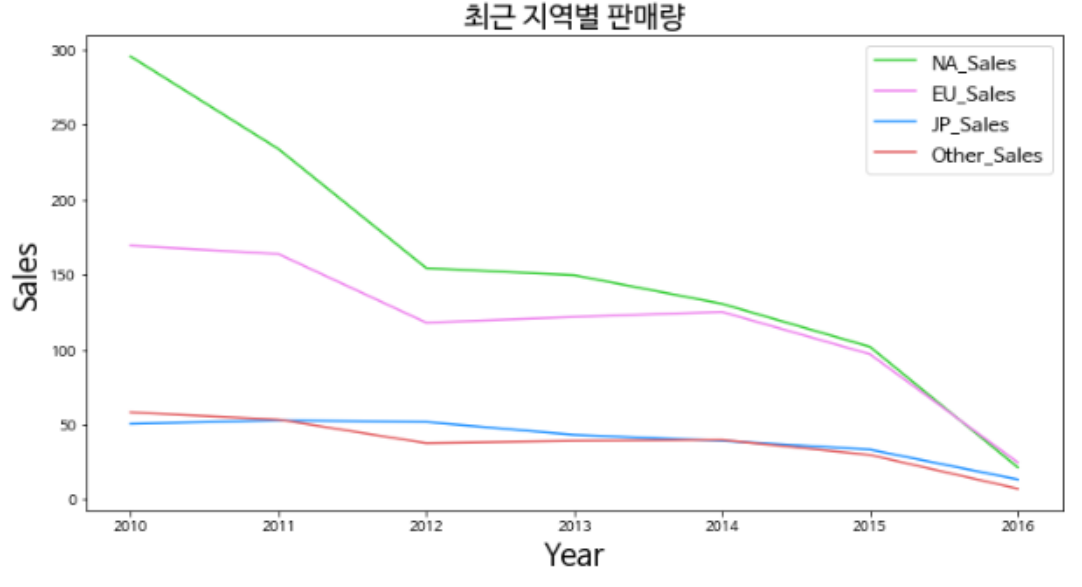 최근 지역별 판매량
NA_Sales
EU_Sales
JP_Sales
Other_Sales
300
250
200
150
100
50
0
Sales
2010 2011 2012 2013 2014 2015 2016
Year